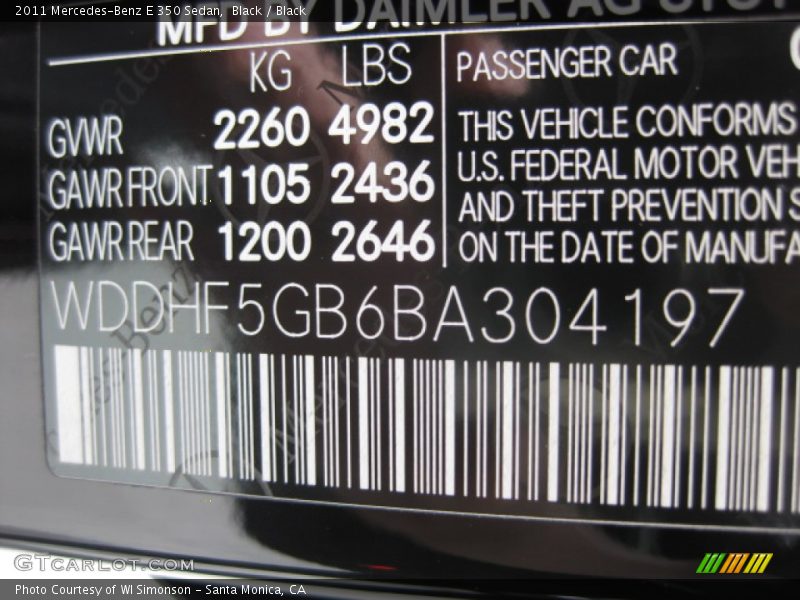 2011 Mercedes-Benz E 350 Sedan,  Black / Black
MFD BY DAIMLER AG
KG LBS
GVWR 2260 4982
GAWR FRONT 1105 2436
GAWR REAR 1200 2646
PASSENGER CAR
THIS VEHICLE CONFORMS
U.S. FEDERAL MOTOR VEH
AND THEFT PREVENTION S
ON THE DATE OF MANUFA
WDDHF5GB6BA304197
GTCARLOT.COM
Photo Courtesy of WI Simonson - Santa Monica, CA